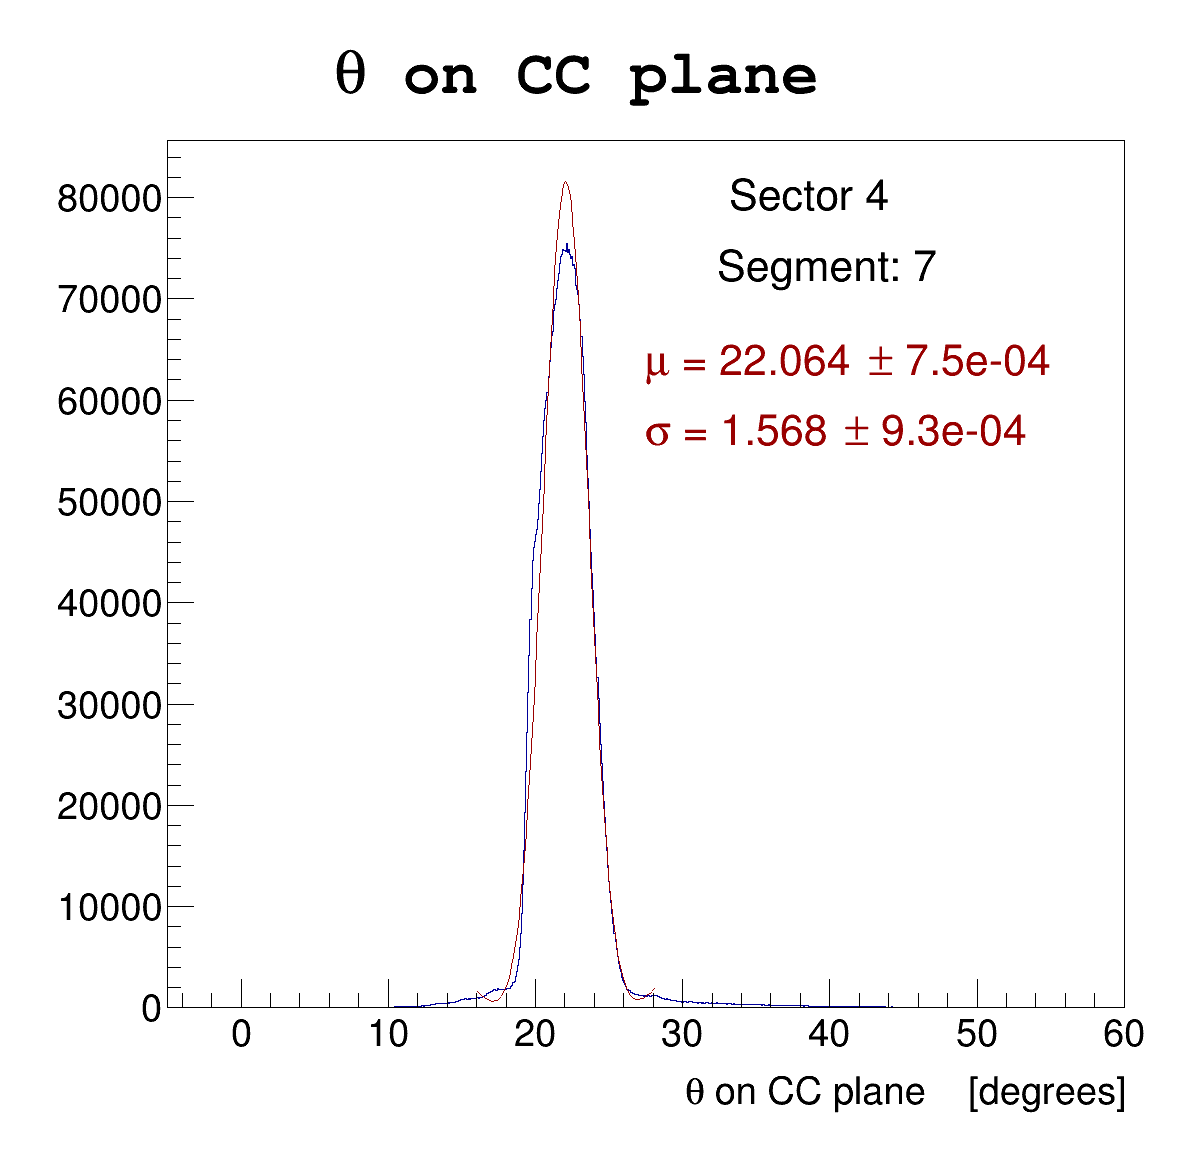 θ on CC plane
Sector 4
Segment: 7
μ = 22.064 ± 7.5e-04
σ = 1.568 ± 9.3e-04
80000
70000
60000
50000
40000
30000
20000
10000
0
0 10 20 30 40 50 60
θ on CC plane [degrees]